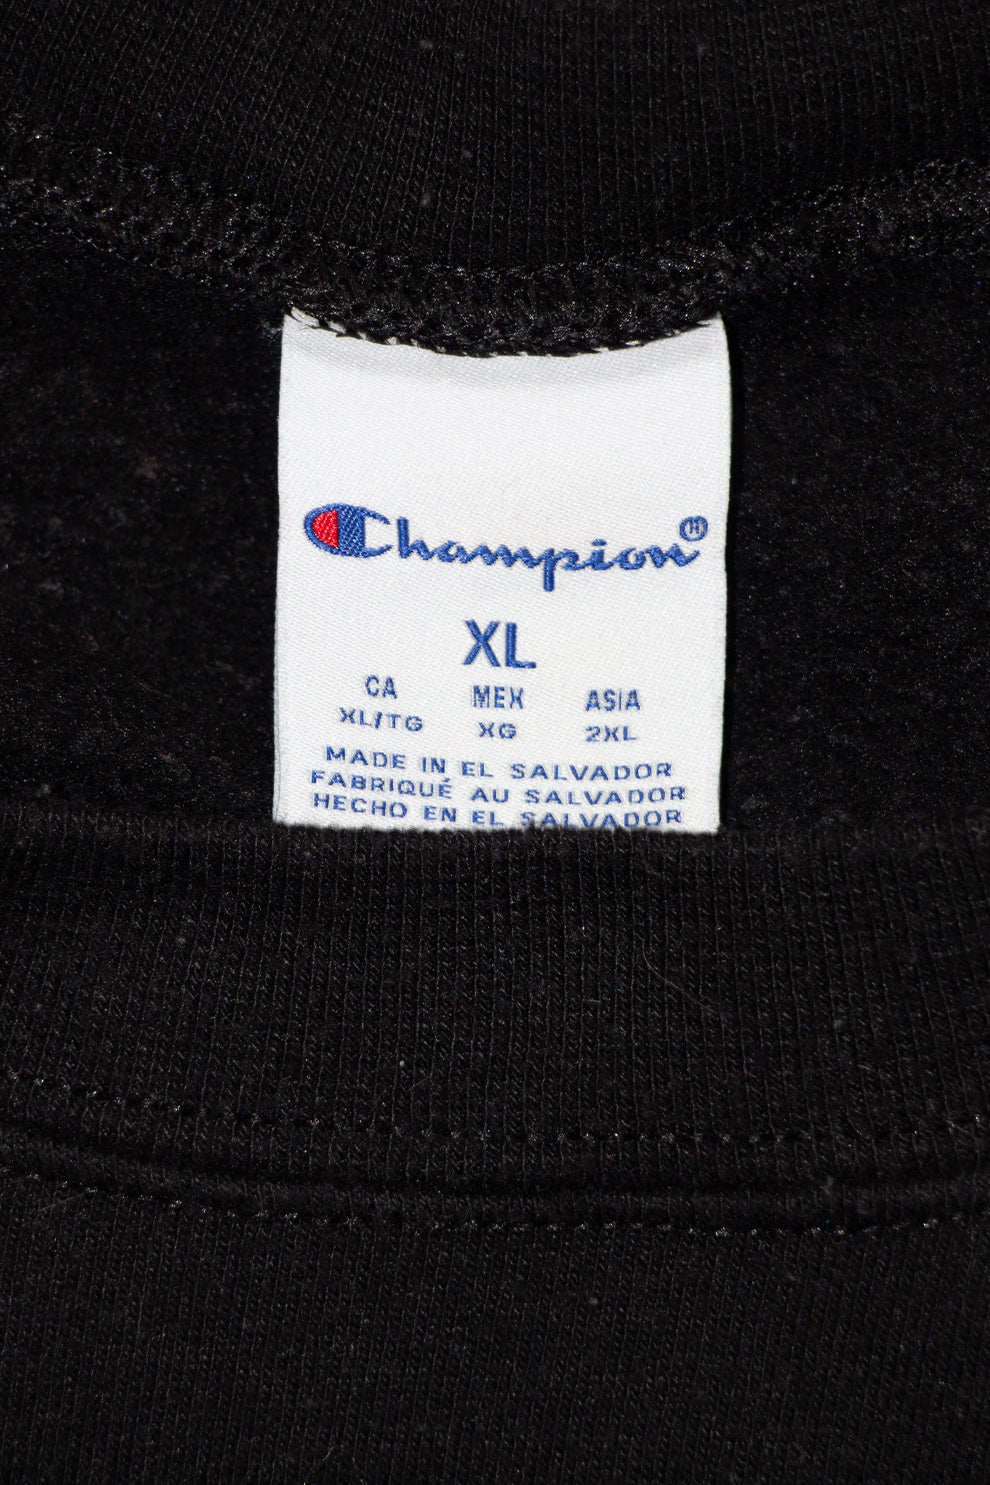 Champion
XL
CA MEX ASIA
XL/TG XG 2XL
MADE IN EL SALVADOR
FABRIQUÉ AU SALVADOR
HECHO EN EL SALVADOR